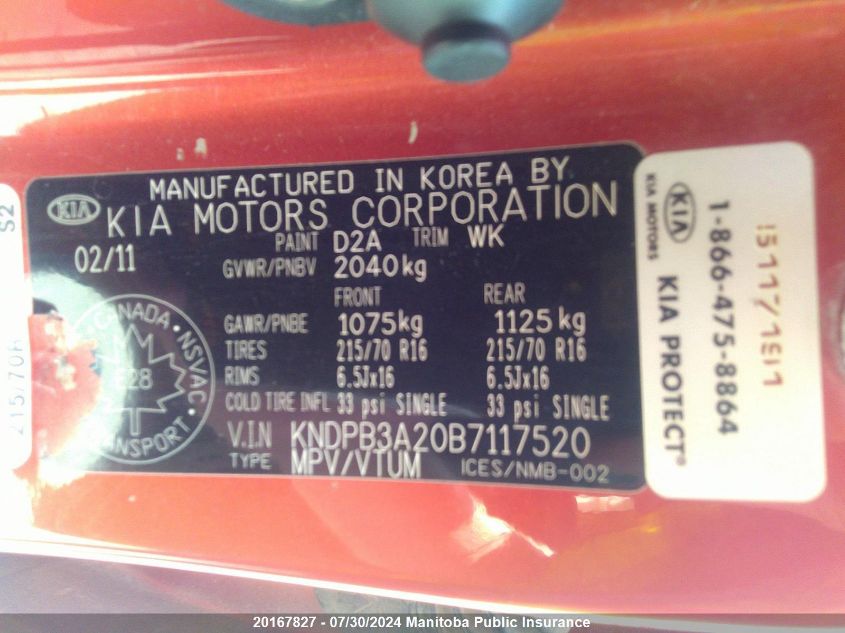 MANUFACTURED IN KOREA BY
KIA KIA MOTORS CORPORATION
02/11 PAINT D2A TRIM WK
GVWR/PNBV 2040kg
FRONT REAR
GAWR/PNBE 1075kg 1125kg
TIRES 215/70 R16 215/70 R16
RIMS 6.5Jx16 6.5Jx16
COLD TIRE INFL 33 psi SINGLE 33 psi SINGLE
V.I.N KNDPB3A20B7117520
TYPE MPV/VTUM ICES/NMB-002
CANADA · NSVAC · TRANSPORT
E28
S2
215/70R
KIA KIA PROTECT®
KIA MOTORS
1-866-475-8864
20167827 - 07/30/2024 Manitoba Public Insurance